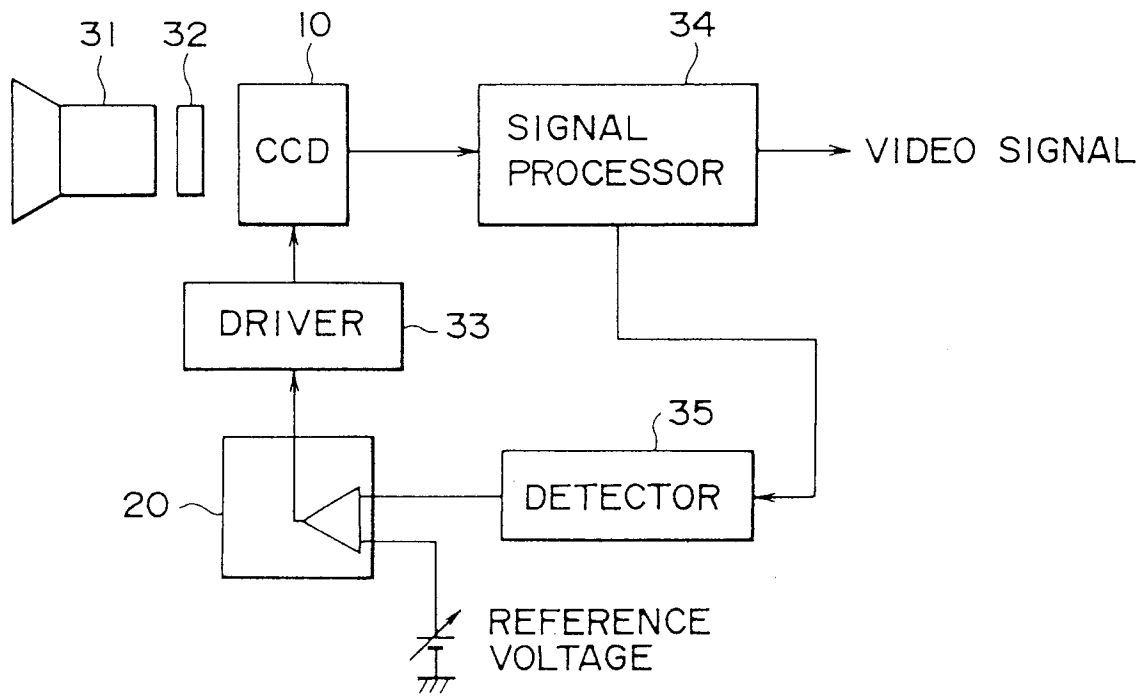 31
32
10
34
CCD
SIGNAL
PROCESSOR
VIDEO SIGNAL
DRIVER
33
35
20
DETECTOR
REFERENCE
VOLTAGE